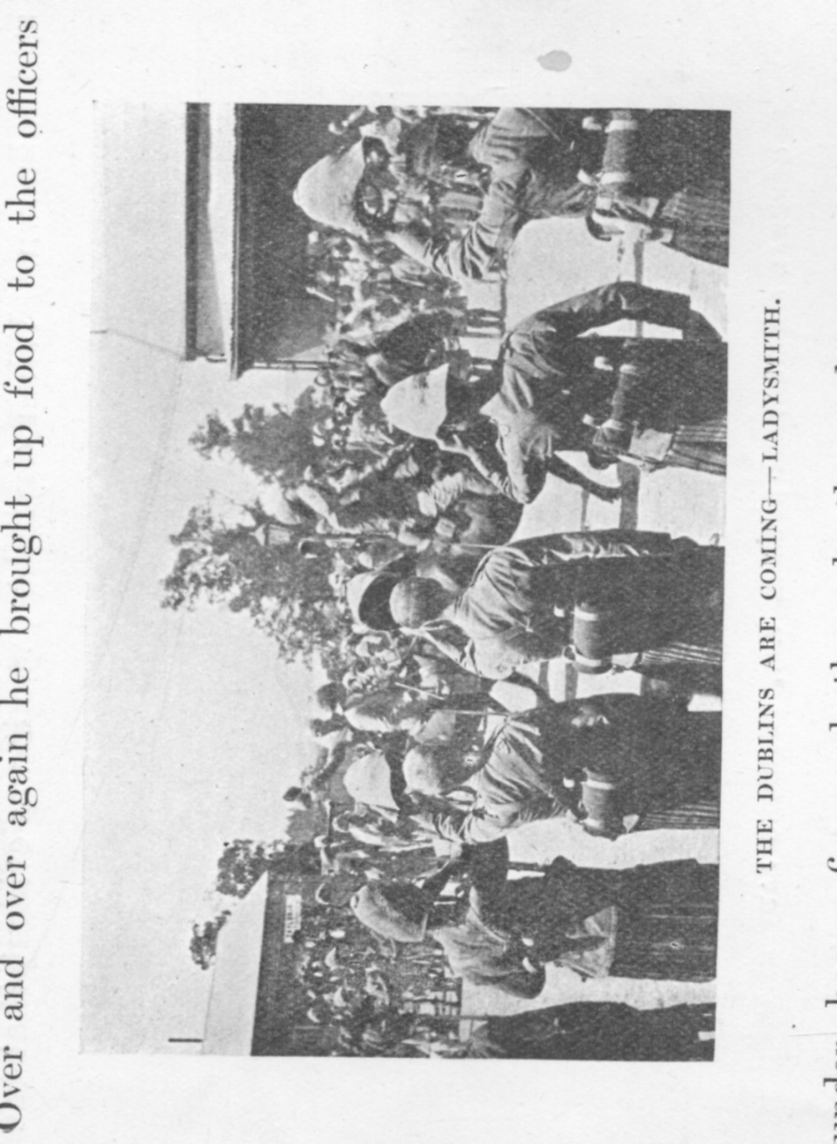 Over and over again he brought up food to the officers
THE DUBLINS ARE COMING—LADYSMITH.